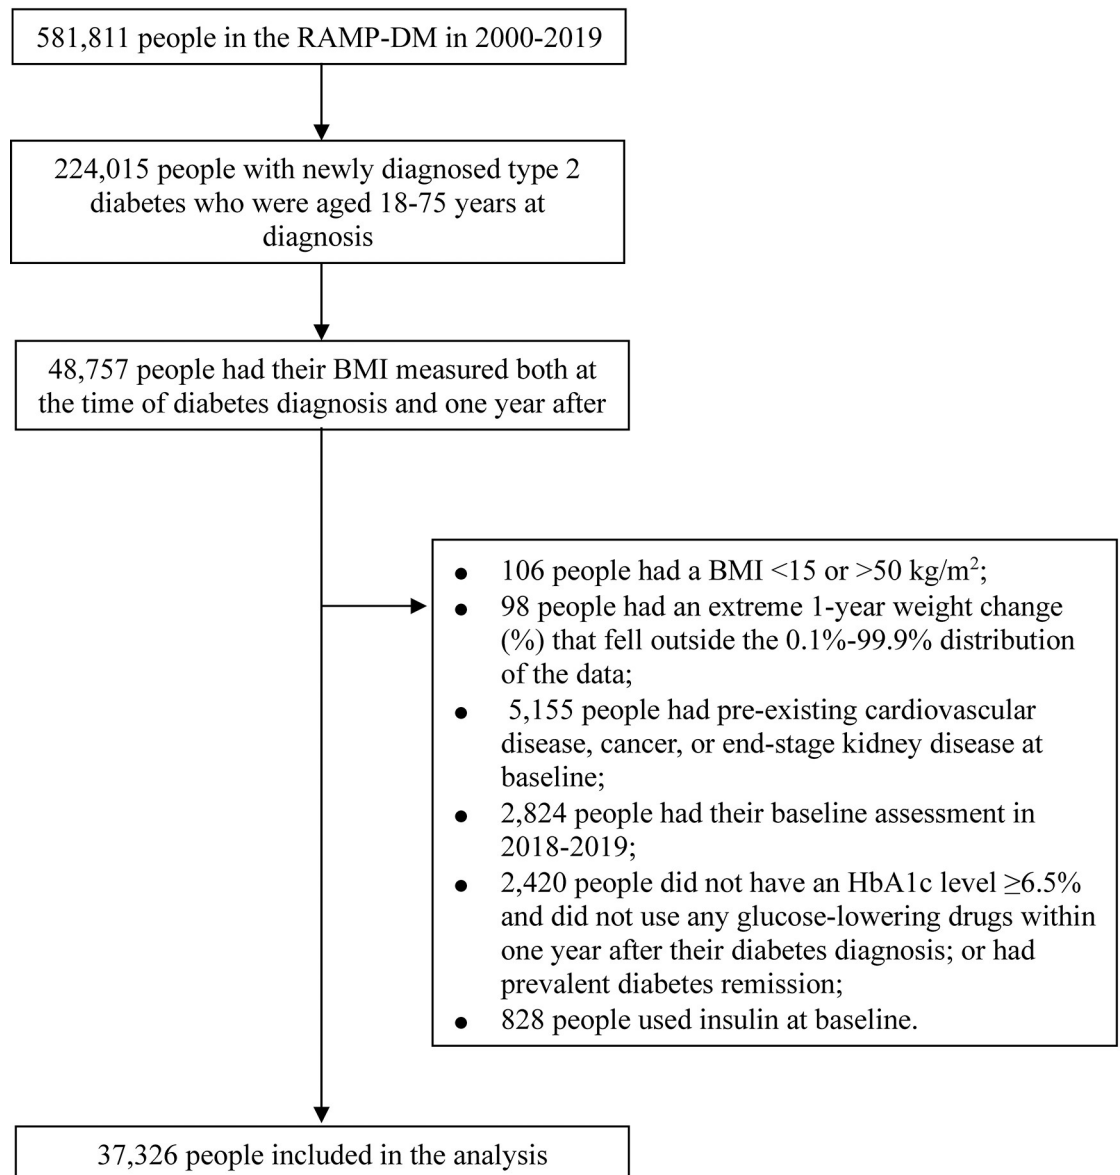 581,811 people in the RAMP-DM in 2000-2019
224,015 people with newly diagnosed type 2
diabetes who were aged 18-75 years at
diagnosis
48,757 people had their BMI measured both at
the time of diabetes diagnosis and one year after
● 106 people had a BMI <15 or >50 kg/m²;
● 98 people had an extreme 1-year weight change
(%) that fell outside the 0.1%-99.9% distribution
of the data;
● 5,155 people had pre-existing cardiovascular
disease, cancer, or end-stage kidney disease at
baseline;
● 2,824 people had their baseline assessment in
2018-2019;
● 2,420 people did not have an HbA1c level ≥6.5%
and did not use any glucose-lowering drugs within
one year after their diabetes diagnosis; or had
prevalent diabetes remission;
● 828 people used insulin at baseline.
37,326 people included in the analysis